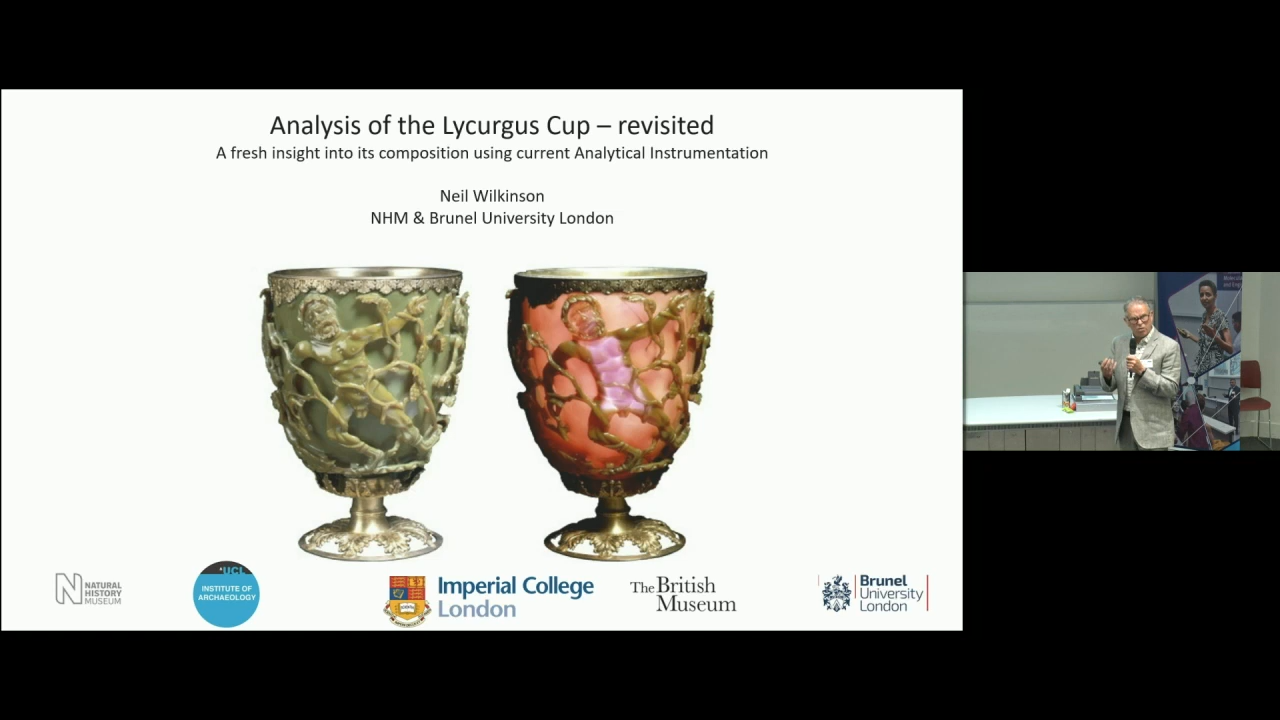 Analysis of the Lycurgus Cup – revisited
A fresh insight into its composition using current Analytical Instrumentation
Neil Wilkinson
NHM & Brunel University London
NATURAL
HISTORY
MUSEUM
UCL
INSTITUTE OF
ARCHAEOLOGY
Imperial College
London
The British
Museum
Brunel
University
London